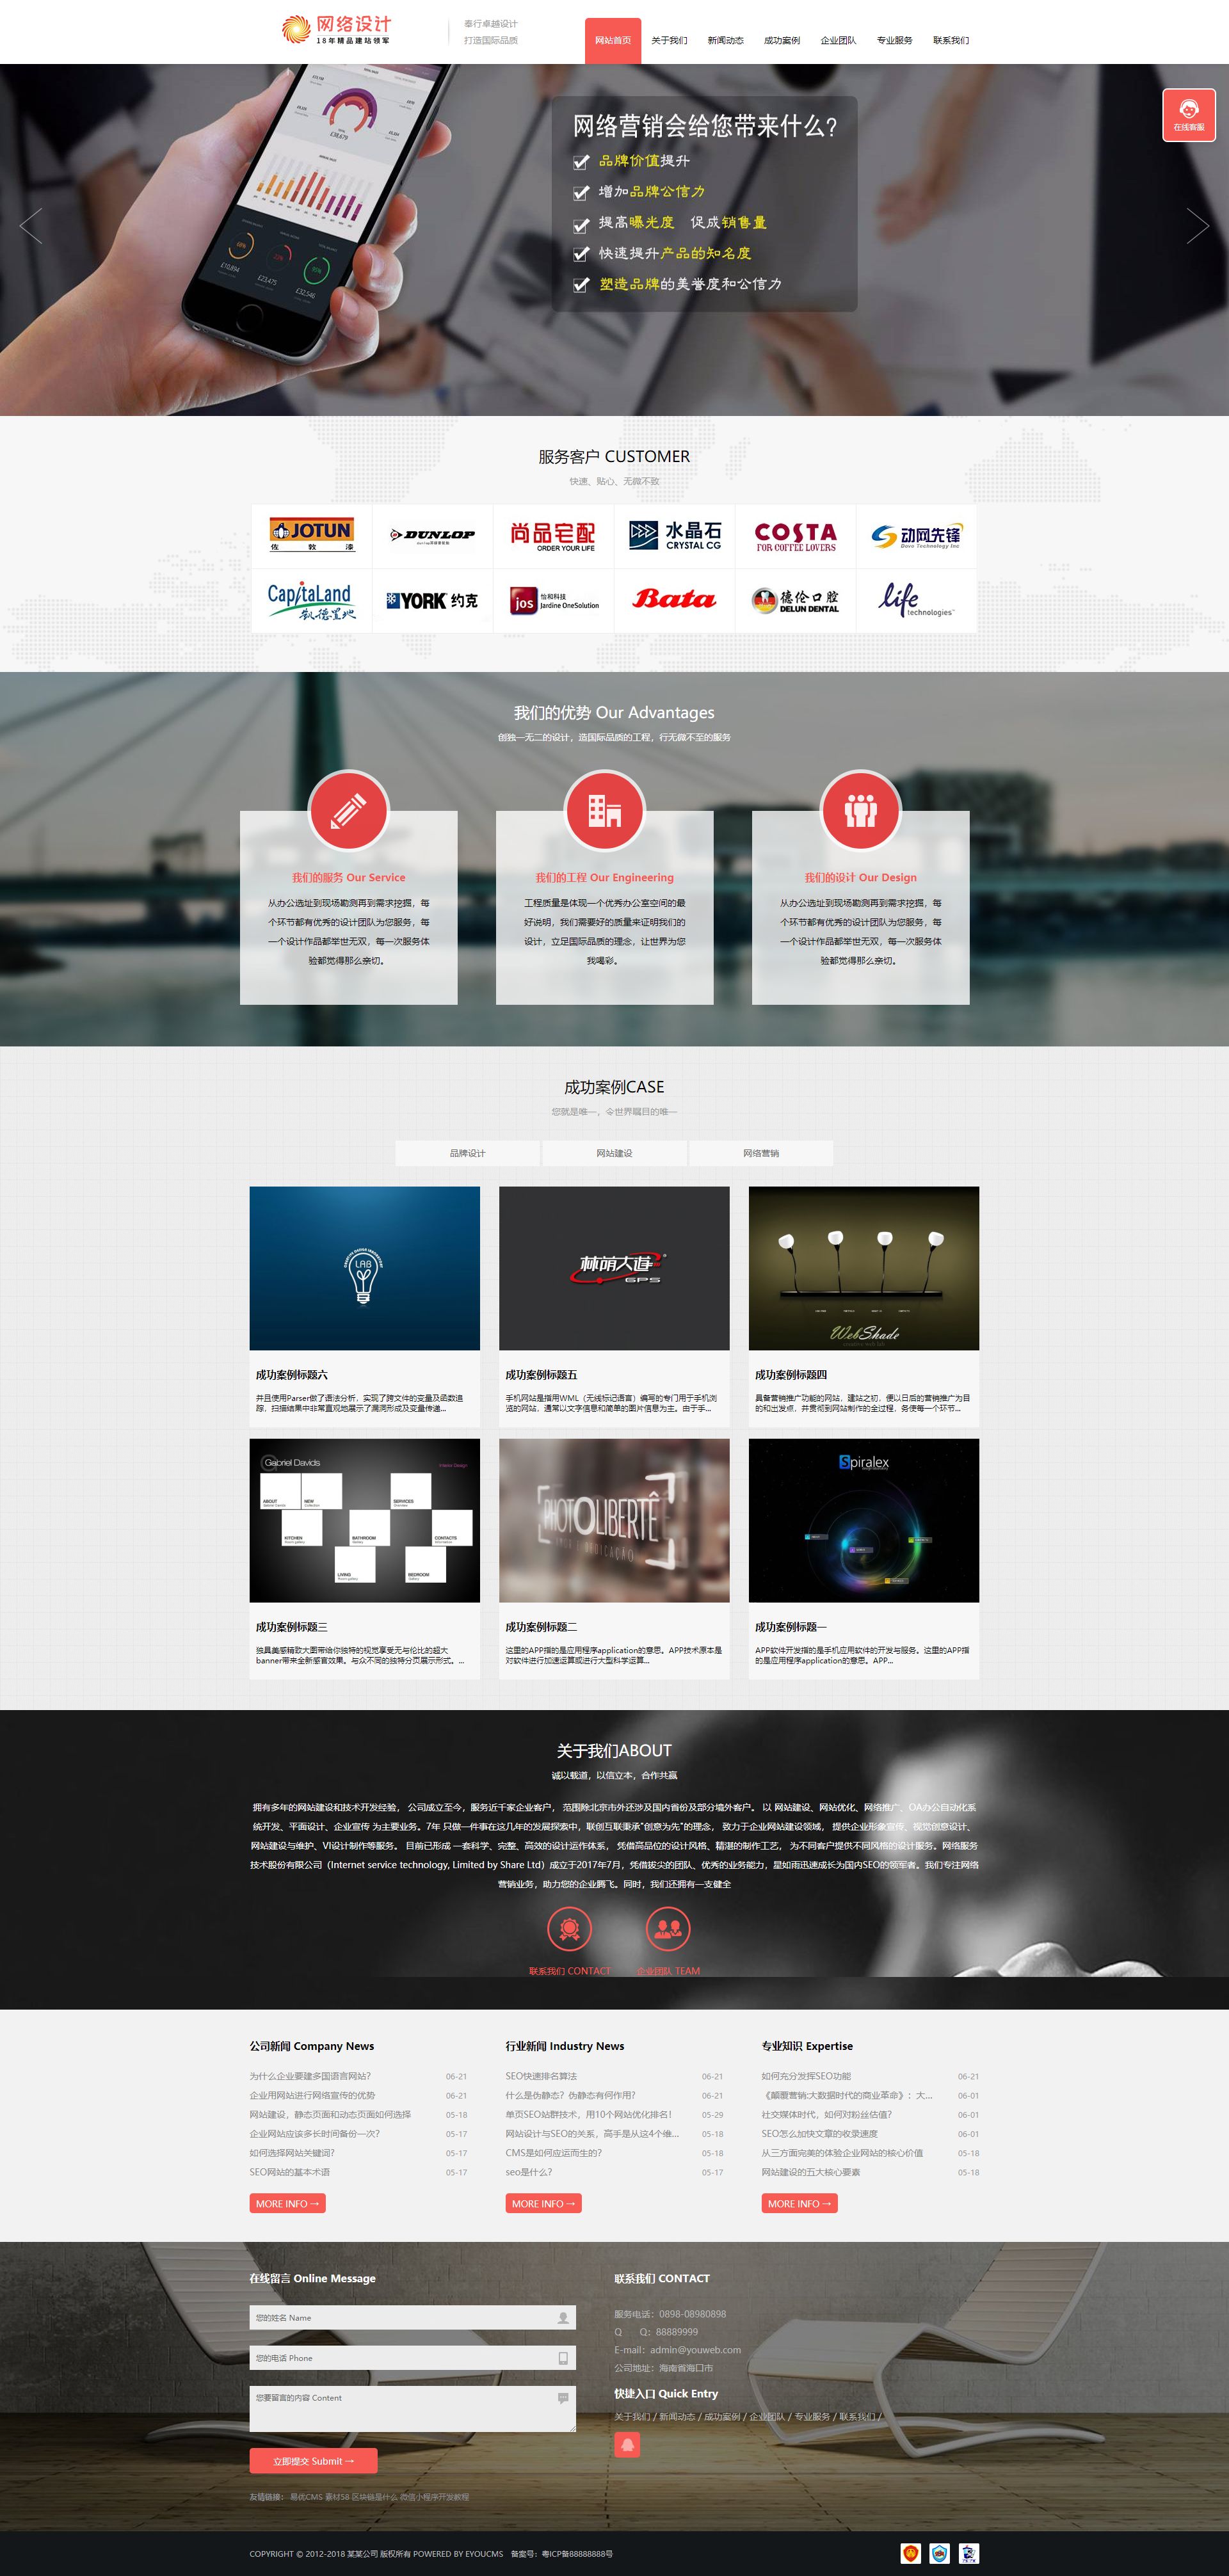 网络设计
18年精品建站领军
奉行卓越设计
打造国际品质
网站首页
关于我们
新闻动态
成功案例
企业团队
专业服务
联系我们
网络营销会给您带来什么?
品牌价值提升
增加品牌公信力
提高曝光度 促成销售量
快速提升产品的知名度
塑造品牌的美誉度和公信力
在线客服
£38,679
68%
22%
95%
£10,894
£23,475
£32,546
服务客户 CUSTOMER
快速、贴心、无微不致
JOTUN
佐敦漆
DUNLOP
尚品宅配
ORDER YOUR LIFE
水晶石
CRYSTAL CG
COSTA
FOR COFFEE LOVERS
动网先锋
Dovo Technology Inc
CapitaLand
凯德置地
YORK 约克
jos
怡和科技
Jardine OneSolution
Bata
德伦口腔
DELUN DENTAL
life
technologies
我们的优势 Our Advantages
创独一无二的设计，造国际品质的工程，行无微不至的服务
我们的服务 Our Service
从办公选址到现场勘测再到需求挖掘，每
个环节都有优秀的设计团队为您服务，每
一个设计作品都举世无双，每一次服务体
验都觉得那么亲切。
我们的工程 Our Engineering
工程质量是体现一个优秀办公室空间的最
好说明，我们需要好的质量来证明我们的
设计，立足国际品质的理念，让世界为您
我喝彩。
我们的设计 Our Design
从办公选址到现场勘测再到需求挖掘，每
个环节都有优秀的设计团队为您服务，每
一个设计作品都举世无双，每一次服务体
验都觉得那么亲切。
成功案例CASE
您就是唯一，令世界瞩目的唯一
品牌设计
网站建设
网络营销
LAB
林荫大道
GPS
WebShade
成功案例标题六
并且使用Parser做了语法分析，实现了跨文件的变量及函数追
踪，扫描结果中非常直观地展示了漏洞形成及变量传递...
成功案例标题五
手机网站是指用WML（无线标记语言）编写的专门用于手机浏
览的网站，通常以文字信息和简单的图片信息为主。由于手...
成功案例标题四
具备营销推广功能的网站，建站之初，便以日后的营销推广为目
的和出发点，并贯彻到网站制作的全过程，务使每一个环节...
Gabriel Davids
Interior Design
ABOUT
NEW
SERVICES
KITCHEN
BATHROOM
CONTACTS
LIVING
BEDROOM
PHOTOLIBERTÊ
Spiralex
成功案例标题三
独具美感精致大图带给你独特的视觉享受无与伦比的超大
banner带来全新感官效果。与众不同的独特分页展示形式。...
成功案例标题二
这里的APP指的是应用程序application的意思。APP技术原本是
对软件进行加速运算或进行大型科学运算...
成功案例标题一
APP软件开发指的是手机应用软件的开发与服务。这里的APP指
的是应用程序application的意思。APP...
关于我们ABOUT
诚以载道，以信立本，合作共赢
拥有多年的网站建设和技术开发经验， 公司成立至今，服务近千家企业客户， 范围除北京市外还涉及国内省份及部分境外客户。 以 网站建设、网站优化、网络推广、OA办公自动化系
统开发、平面设计、企业宣传 为主要业务。7年 只做一件事在这几年的发展探索中，联创互联秉承"创意为先"的理念， 致力于企业网站建设领域， 提供企业形象宣传、视觉创意设计、
网站建设与维护、VI设计制作等服务。 目前已形成 一套科学、完整、高效的设计运作体系， 凭借高品位的设计风格、精湛的制作工艺， 为不同客户提供不同风格的设计服务。网络服务
技术股份有限公司（Internet service technology, Limited by Share Ltd）成立于2017年7月，凭借拔尖的团队、优秀的业务能力，星如雨迅速成长为国内SEO的领军者。我们专注网络
营销业务，助力您的企业腾飞。同时，我们还拥有一支健全
联系我们 CONTACT
企业团队 TEAM
公司新闻 Company News
为什么企业要建多国语言网站? 06-21
企业用网站进行网络宣传的优势 06-21
网站建设，静态页面和动态页面如何选择 05-18
企业网站应该多长时间备份一次? 05-17
如何选择网站关键词? 05-17
SEO网站的基本术语 05-17
MORE INFO →
行业新闻 Industry News
SEO快速排名算法 06-21
什么是伪静态？伪静态有何作用? 06-21
单页SEO站群技术，用10个网站优化排名! 05-29
网站设计与SEO的关系，高手是从这4个维... 05-18
CMS是如何应运而生的? 05-18
seo是什么? 05-17
MORE INFO →
专业知识 Expertise
如何充分发挥SEO功能 06-21
《颠覆营销:大数据时代的商业革命》：大... 06-01
社交媒体时代，如何对粉丝估值? 06-01
SEO怎么加快文章的收录速度 06-01
从三方面完美的体验企业网站的核心价值 05-18
网站建设的五大核心要素 05-18
MORE INFO →
在线留言 Online Message
您的姓名 Name
您的电话 Phone
您要留言的内容 Content
立即提交 Submit →
联系我们 CONTACT
服务电话：0898-08980898
Q Q：88889999
E-mail：admin@youweb.com
公司地址：海南省海口市
快捷入口 Quick Entry
关于我们 / 新闻动态 / 成功案例 / 企业团队 / 专业服务 / 联系我们 /
友情链接： 易优CMS 素材58 区块链是什么 微信小程序开发教程
COPYRIGHT © 2012-2018 某某公司 版权所有 POWERED BY EYOUCMS 备案号：粤ICP备88888888号